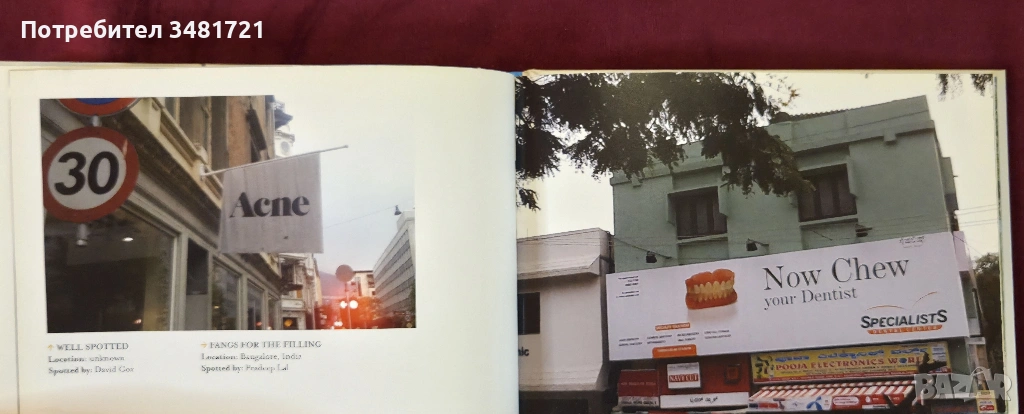 Потребител 3481721
30
Acne
WELL SPOTTED
Location: unknown
Spotted by: David Cox
FANGS FOR THE FILLING
Location: Bangalore, India
Spotted by: Pradeep Lal
Now Chew
your Dentist
SPECIALISTS
DENTAL CENTRE
POOJA ELECTRONICS WORLD
BAZAR